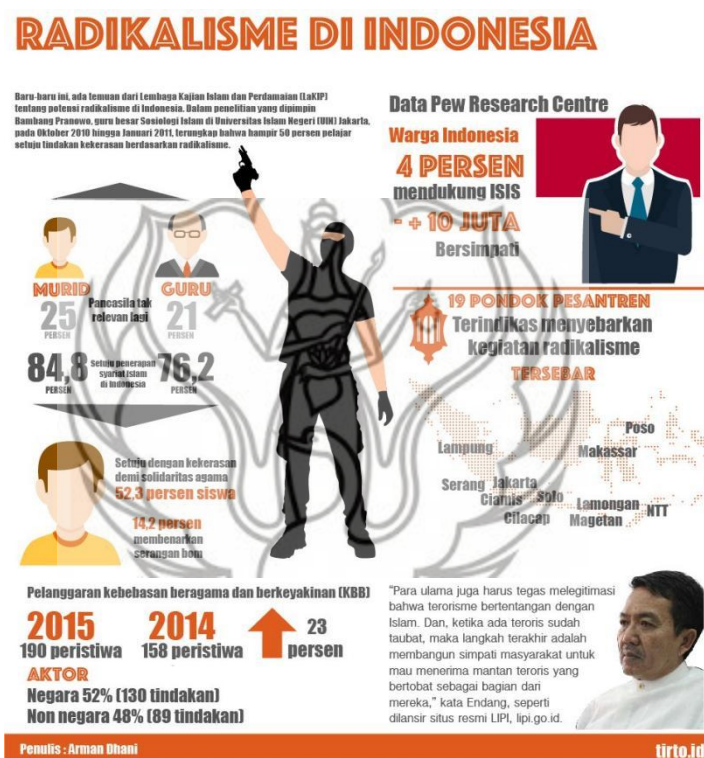 RADIKALISME DI INDONESIA
Baru-baru ini, ada temuan dari Lembaga Kajian Islam dan Perdamaian (LaKIP)
tentang potensi radikalisme di Indonesia. Dalam penelitian yang dipimpin
Bambang Pranowo, guru besar Sosiologi Islam di Universitas Islam Negeri (UIN) Jakarta,
pada Oktober 2010 hingga Januari 2011, terungkap bahwa hampir 50 persen pelajar
setuju tindakan kekerasan berdasarkan radikalisme.
MURID
25
PERSEN
Pancasila tak
relevan lagi
GURU
21
PERSEN
84,8
PERSEN
Setuju penerapan
syariat Islam
di Indonesia
76,2
PERSEN
Setuju dengan kekerasan
demi solidaritas agama
52,3 persen siswa
14,2 persen
membenarkan
serangan bom
Data Pew Research Centre
Warga Indonesia
4 PERSEN
mendukung ISIS
- + 10 JUTA
Bersimpati
19 PONDOK PESANTREN
Terindikas menyebarkan
kegiatan radikalisme
TERSEBAR
Poso
Lampung
Makassar
Serang
Jakarta
Ciamis
Solo
Lamongan
NTT
Cilacap
Magetan
Pelanggaran kebebasan beragama dan berkeyakinan (KBB)
2015
190 peristiwa
2014
158 peristiwa
23
persen
AKTOR
Negara 52% (130 tindakan)
Non negara 48% (89 tindakan)
"Para ulama juga harus tegas melegitimasi
bahwa terorisme bertentangan dengan
Islam. Dan, ketika ada teroris sudah
taubat, maka langkah terakhir adalah
membangun simpati masyarakat untuk
mau menerima mantan teroris yang
bertobat sebagai bagian dari
mereka," kata Endang, seperti
dilansir situs resmi LIPI, lipi.go.id.
Penulis : Arman Dhani
tirto.id